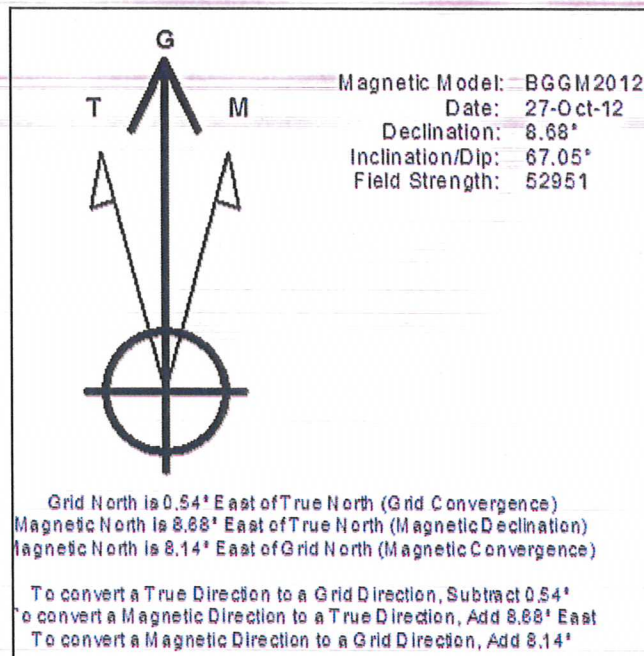 G
T
M
Magnetic Model: BGGM2012
Date: 27-Oct-12
Declination: 8.68°
Inclination/Dip: 67.05°
Field Strength: 52951
Grid North is 0.54° East of True North (Grid Convergence)
Magnetic North is 8.68° East of True North (Magnetic Declination)
Magnetic North is 8.14° East of Grid North (Magnetic Convergence)
To convert a True Direction to a Grid Direction, Subtract 0.54°
To convert a Magnetic Direction to a True Direction, Add 8.68° East
To convert a Magnetic Direction to a Grid Direction, Add 8.14°